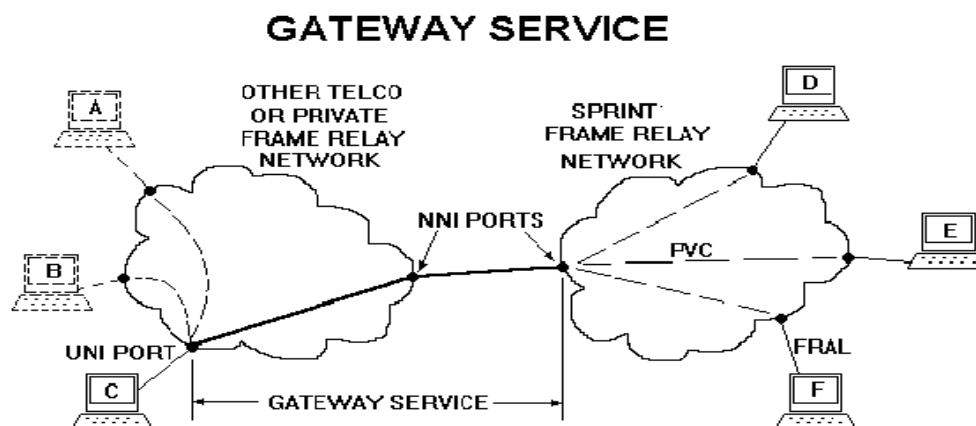 GATEWAY SERVICE
OTHER TELCO
OR PRIVATE
FRAME RELAY
NETWORK
SPRINT
FRAME RELAY
NETWORK
A
D
NNI PORTS
B
PVC
E
UNI PORT
FRAL
C
GATEWAY SERVICE
F